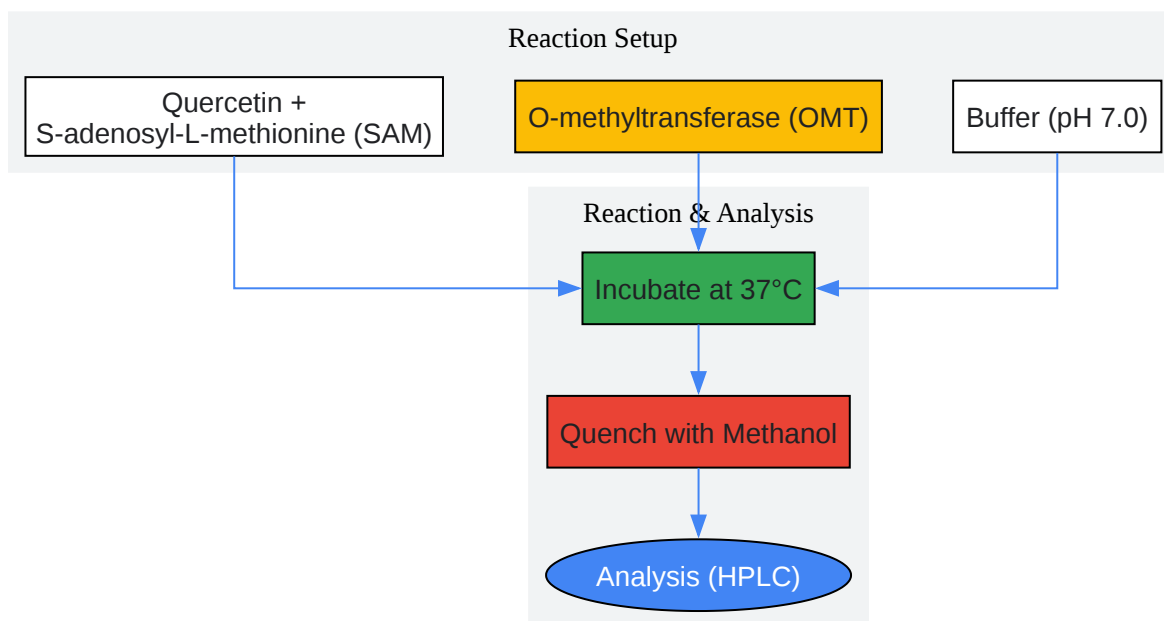 Reaction Setup
Quercetin +
S-adenosyl-L-methionine (SAM)
O-methyltransferase (OMT)
Buffer (pH 7.0)
Reaction & Analysis
Incubate at 37°C
Quench with Methanol
Analysis (HPLC)